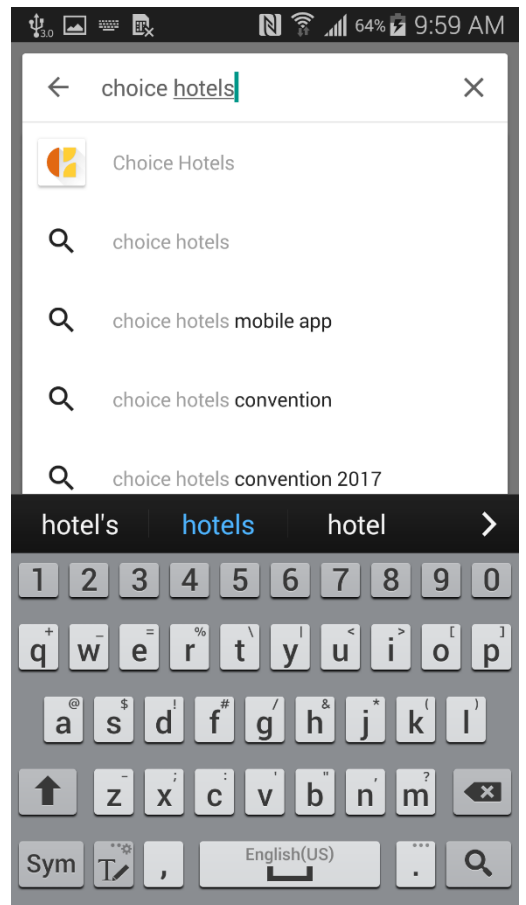 3.0 64% 9:59 AM
choice hotels
Choice Hotels
choice hotels
choice hotels mobile app
choice hotels convention
choice hotels convention 2017
hotel's hotels hotel
1 2 3 4 5 6 7 8 9 0
+ _ = % \ | < > [ ]
q w e r t y u i o p
@ $ ! # / & * ( )
a s d f g h j k l
- ; : ' " , ?
z x c v b n m
Sym T , English(US) .